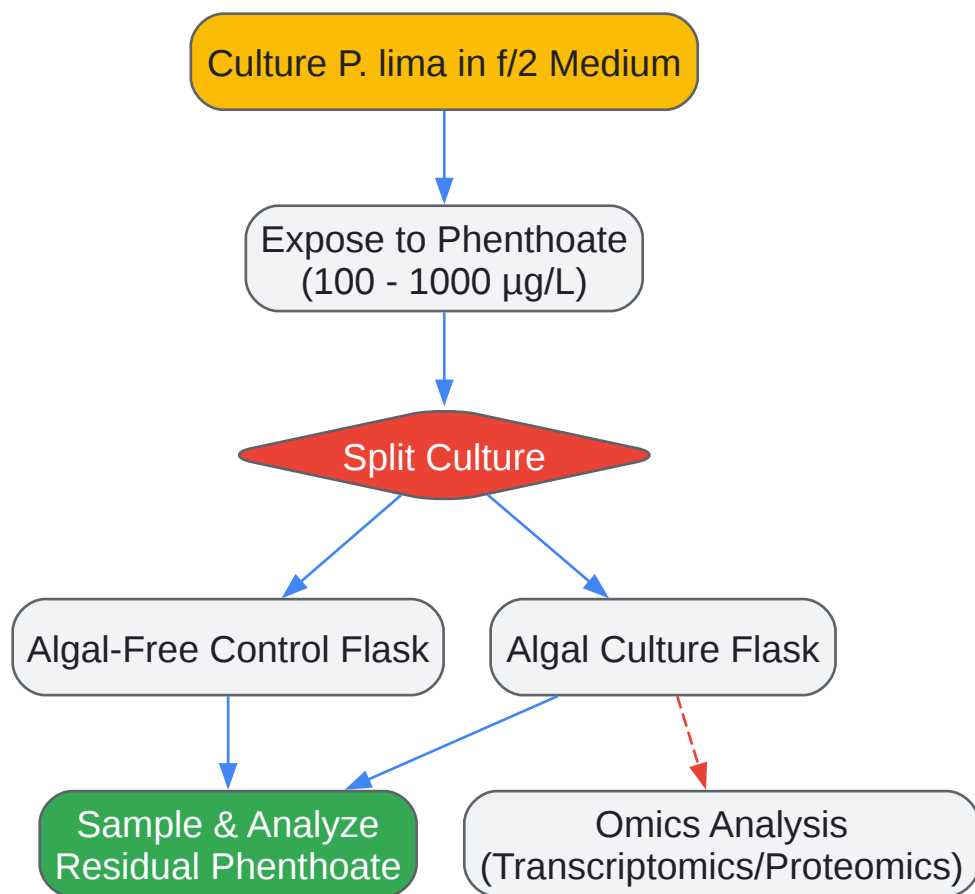 Culture P. lima in f/2 Medium
Expose to Phenthoate
(100 - 1000 µg/L)
Split Culture
Algal-Free Control Flask
Algal Culture Flask
Sample & Analyze
Residual Phenthoate
Omics Analysis
(Transcriptomics/Proteomics)